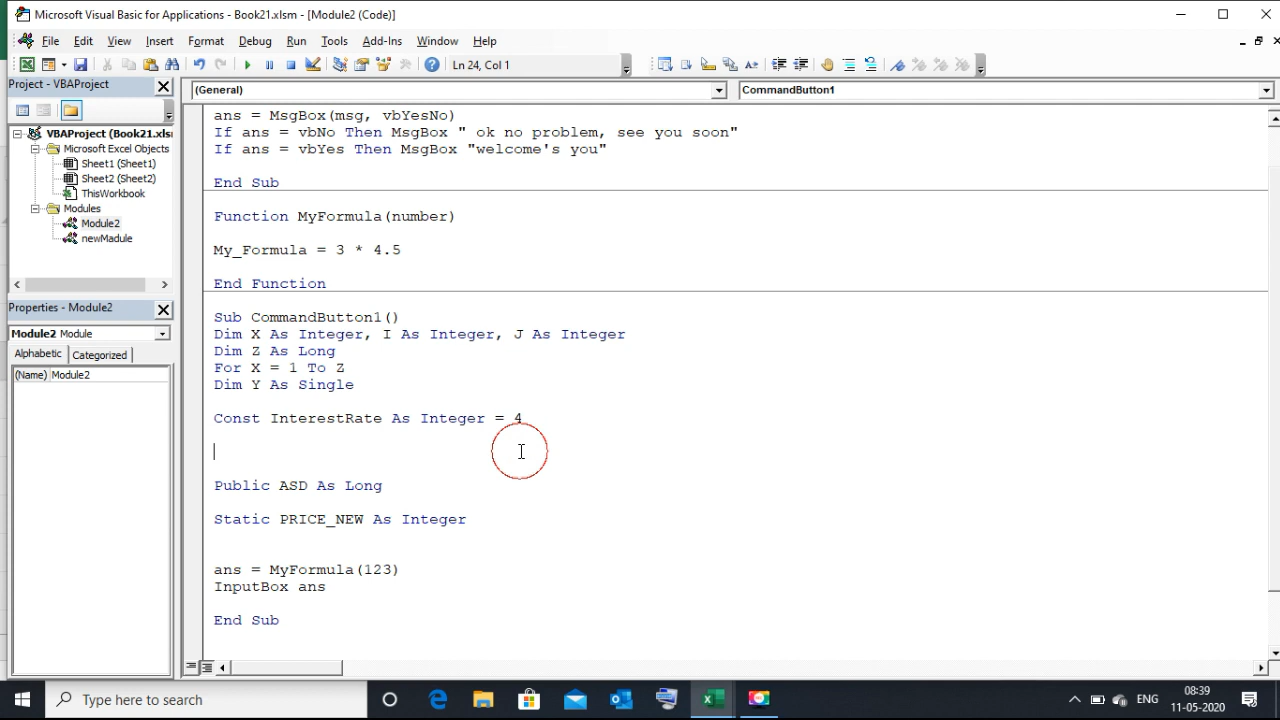 Microsoft Visual Basic for Applications - Book21.xlsm - [Module2 (Code)]
File Edit View Insert Format Debug Run Tools Add-Ins Window Help
Ln 24, Col 1
Project - VBAProject
(General)
CommandButton1
VBAProject (Book21.xls
Microsoft Excel Objects
Sheet1 (Sheet1)
Sheet2 (Sheet2)
ThisWorkbook
Modules
Module2
newMadule
Properties - Module2
Module2 Module
Alphabetic Categorized
(Name) Module2
ans = MsgBox(msg, vbYesNo)
If ans = vbNo Then MsgBox " ok no problem, see you soon"
If ans = vbYes Then MsgBox "welcome's you"
End Sub
Function MyFormula(number)
My_Formula = 3 * 4.5
End Function
Sub CommandButton1()
Dim X As Integer, I As Integer, J As Integer
Dim Z As Long
For X = 1 To Z
Dim Y As Single
Const InterestRate As Integer = 4
Public ASD As Long
Static PRICE_NEW As Integer
ans = MyFormula(123)
InputBox ans
End Sub
Type here to search
ENG
08:39
11-05-2020